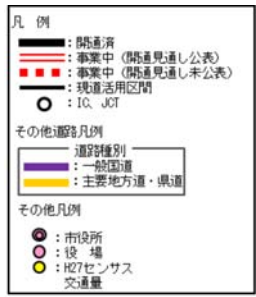 凡 例
：開通済
：事業中（開通見通し公表）
：事業中（開通見通し未公表）
：現道活用区間
：IC、JCT
その他道路凡例
道路種別
：一般国道
：主要地方道・県道
その他凡例
：市役所
：役 場
：H27センサス
交通量